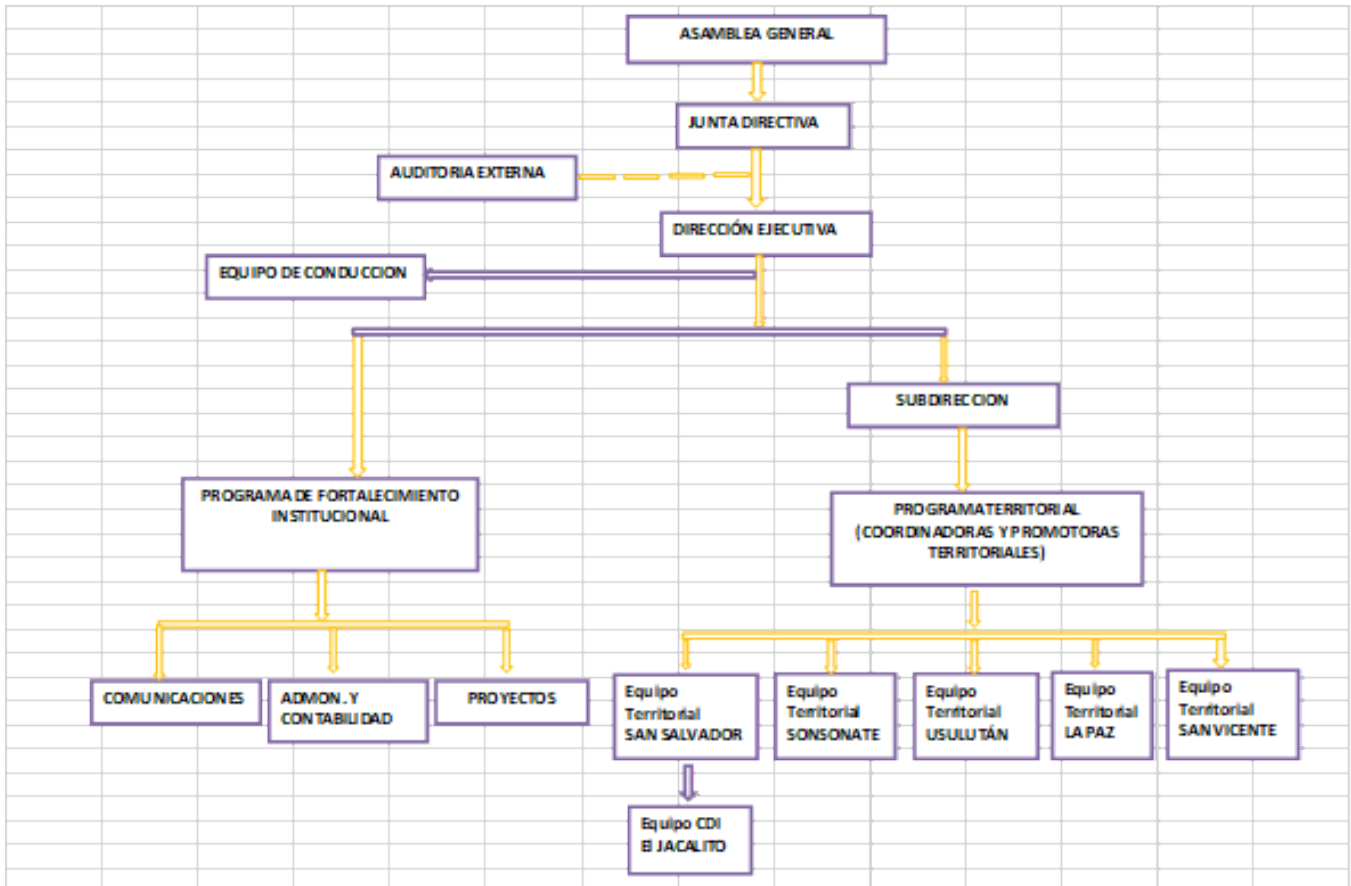 ASAMBLEA GENERAL
JUNTA DIRECTIVA
AUDITORIA EXTERNA
DIRECCIÓN EJECUTIVA
EQUIPO DE CONDUCCION
SUBDIRECCION
PROGRAMA DE FORTALECIMIENTO
INSTITUCIONAL
PROGRAMA TERRITORIAL
(COORDINADORAS Y PROMOTORAS
TERRITORIALES)
COMUNICACIONES
ADMON. Y
CONTABILIDAD
PROYECTOS
Equipo
Territorial
SAN SALVADOR
Equipo
Territorial
SONSONATE
Equipo
Territorial
USULUTÁN
Equipo
Territorial
LA PAZ
Equipo
Territorial
SAN VICENTE
Equipo CDI
El JACALITO